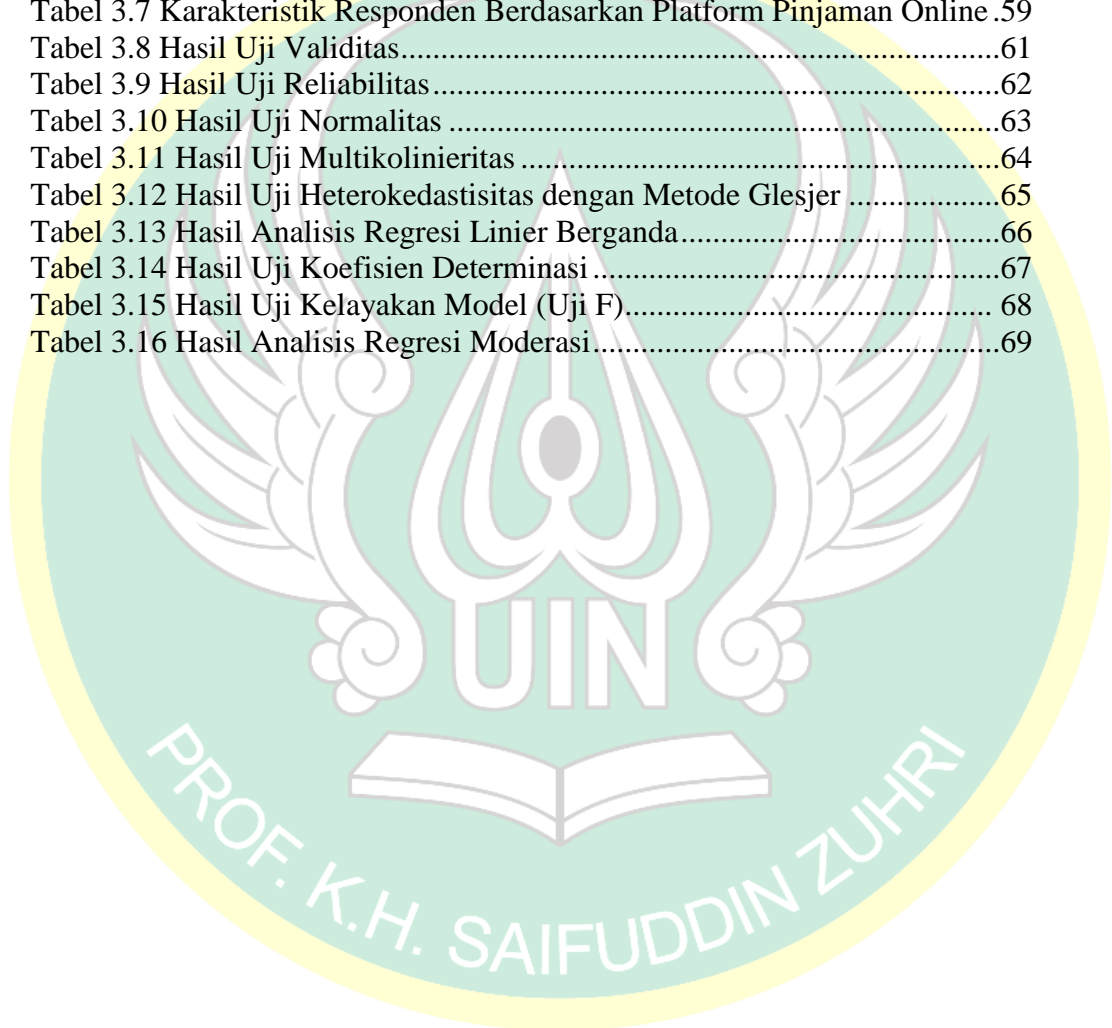 Tabel 3.7 Karakteristik Responden Berdasarkan Platform Pinjaman Online .59
Tabel 3.8 Hasil Uji Validitas..........................................................................61
Tabel 3.9 Hasil Uji Reliabilitas......................................................................62
Tabel 3.10 Hasil Uji Normalitas ....................................................................63
Tabel 3.11 Hasil Uji Multikolinieritas ...........................................................64
Tabel 3.12 Hasil Uji Heterokedastisitas dengan Metode Glesjer ..................65
Tabel 3.13 Hasil Analisis Regresi Linier Berganda.......................................66
Tabel 3.14 Hasil Uji Koefisien Determinasi ..................................................67
Tabel 3.15 Hasil Uji Kelayakan Model (Uji F)............................................. 68
Tabel 3.16 Hasil Analisis Regresi Moderasi..................................................69
UIN
PROF. K.H. SAIFUDDIN ZUHRI